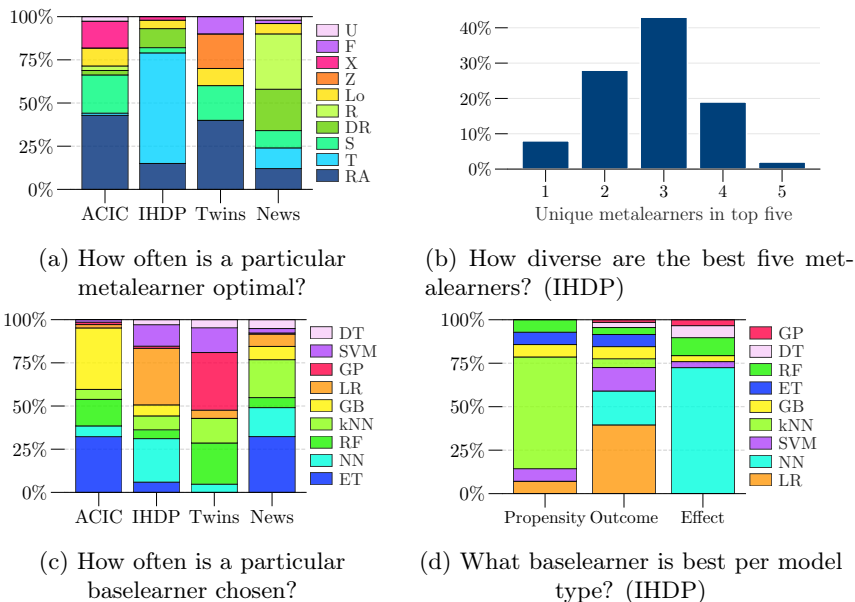 100%
75%
50%
25%
0%
ACIC IHDP Twins News
U
F
X
Z
Lo
R
DR
S
T
RA
(a) How often is a particular
metalearner optimal?
40%
30%
20%
10%
0%
1 2 3 4 5
Unique metalearners in top five
(b) How diverse are the best five met-
alearners? (IHDP)
100%
75%
50%
25%
0%
ACIC IHDP Twins News
DT
SVM
GP
LR
GB
kNN
RF
NN
ET
(c) How often is a particular
baselearner chosen?
100%
75%
50%
25%
0%
Propensity Outcome Effect
GP
DT
RF
ET
GB
kNN
SVM
NN
LR
(d) What baselearner is best per model
type? (IHDP)